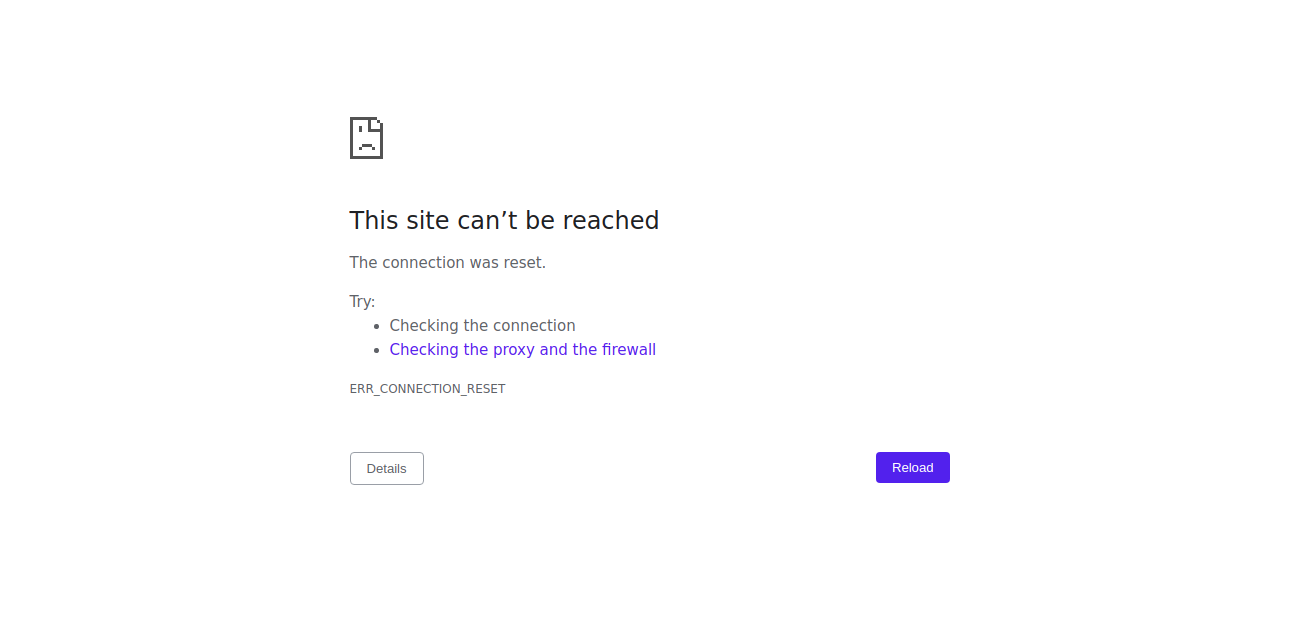 This site can’t be reached
The connection was reset.
Try:
Checking the connection
Checking the proxy and the firewall
ERR_CONNECTION_RESET
Details
Reload